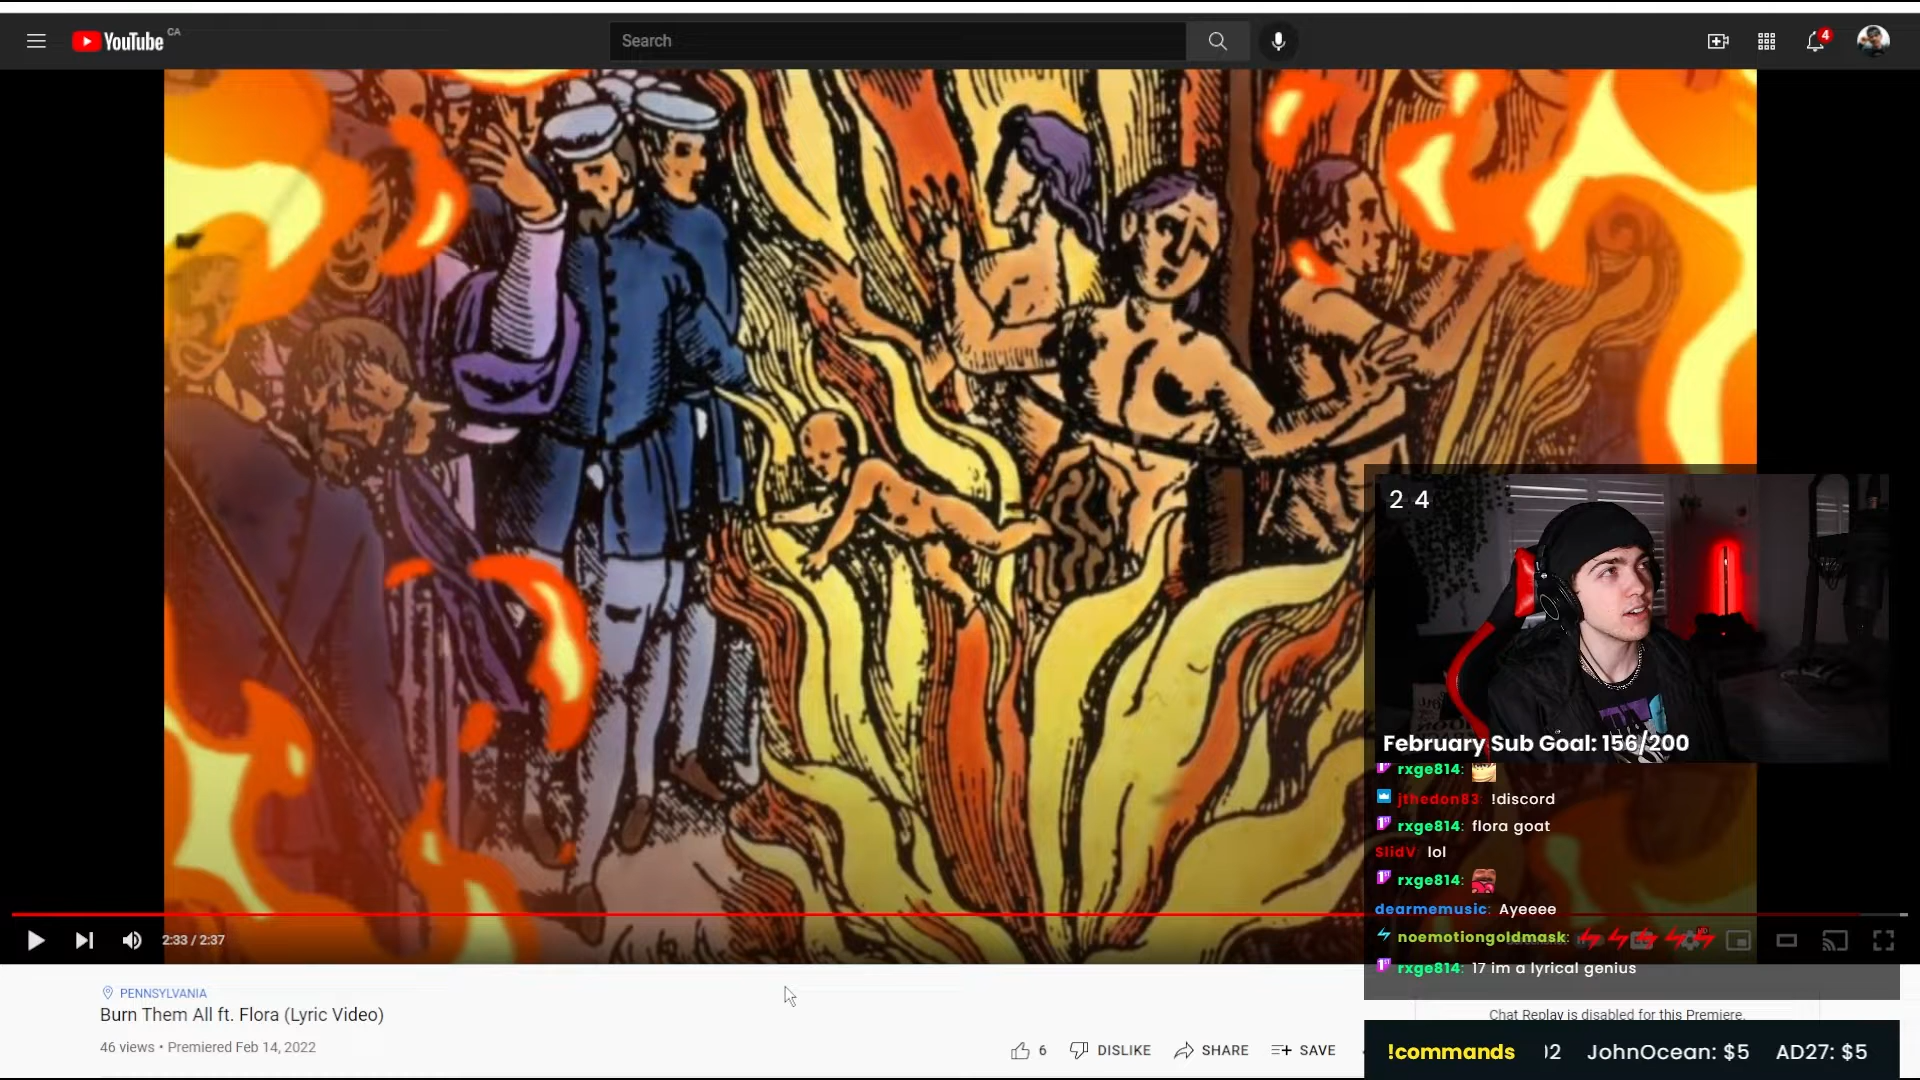 YouTube CA
Search
4
2 4
February Sub Goal: 156/200
rxge814:
jthedon83: !discord
rxge814: flora goat
SlidV: lol
rxge814:
dearmemusic: Ayeeee
noemotiongoldmask:
rxge814: 17 im a lyrical genius
2:33 / 2:37
PENNSYLVANIA
Burn Them All ft. Flora (Lyric Video)
46 views • Premiered Feb 14, 2022
6 DISLIKE SHARE SAVE
Chat Replay is disabled for this Premiere.
!commands JohnOcean: $5 AD27: $5